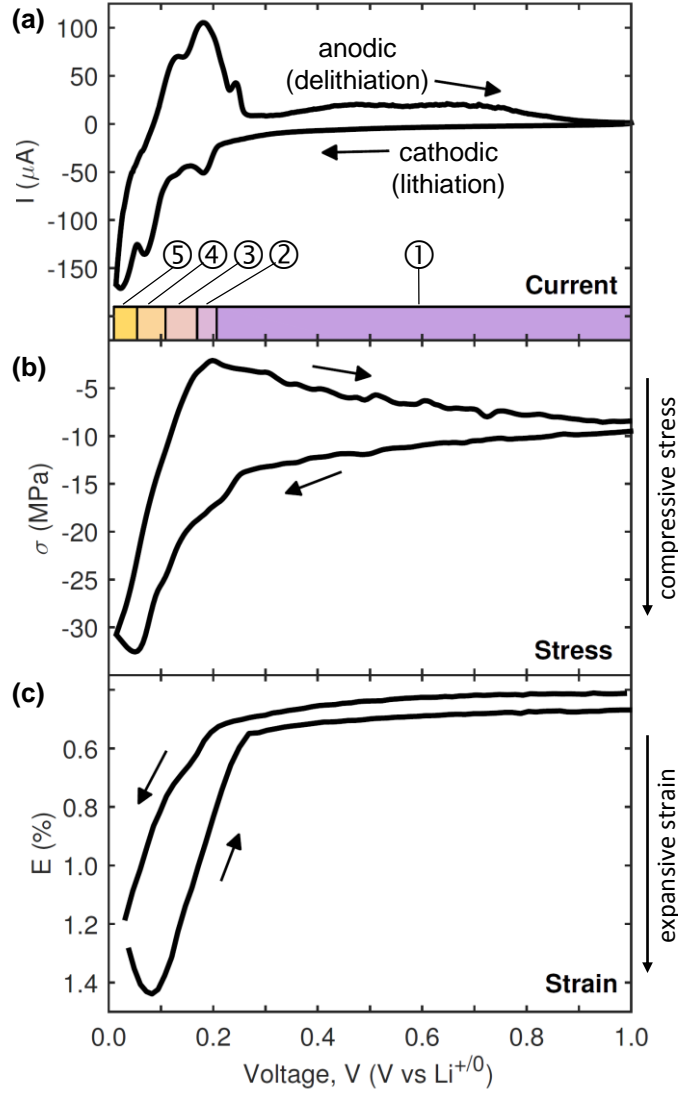 (a)
100
50
0
-50
-100
-150
I (μA)
anodic
(delithiation)
cathodic
(lithiation)
⑤ ④ ③ ② ①
Current
(b)
-5
-10
-15
-20
-25
-30
σ (MPa)
Stress
compressive stress
(c)
0.6
0.8
1.0
1.2
1.4
E (%)
Strain
expansive strain
0.0 0.2 0.4 0.6 0.8 1.0
Voltage, V (V vs Li+/0)